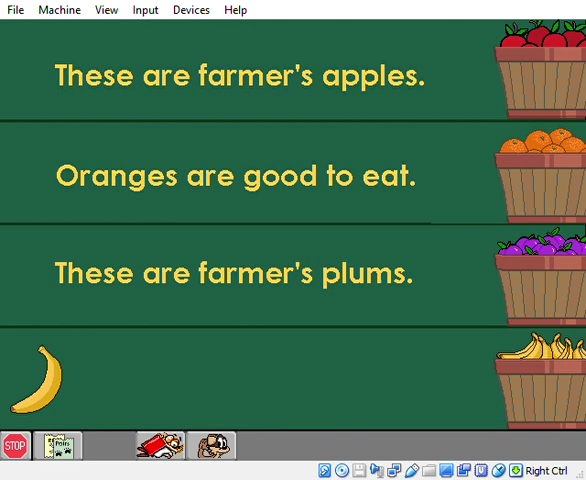 File Machine View Input Devices Help
These are farmer's apples.
Oranges are good to eat.
These are farmer's plums.
STOP
Pairs
Right Ctrl